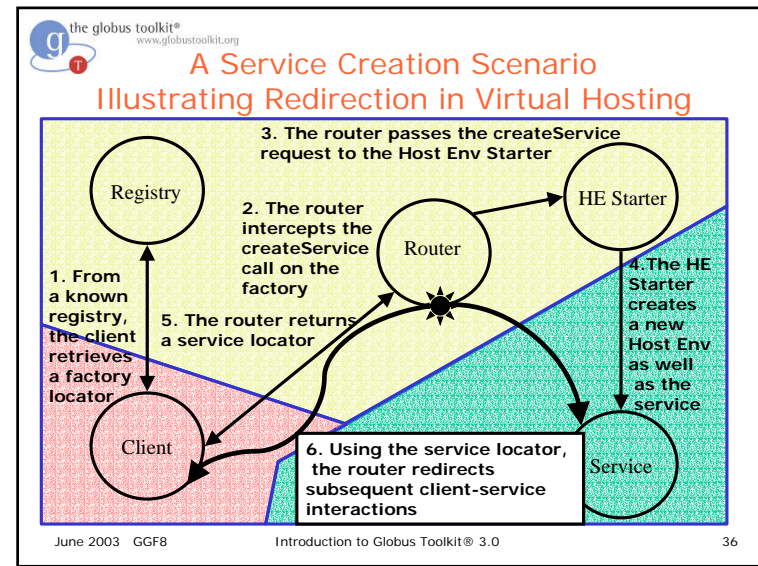 the globus toolkit®
www.globustoolkit.org
g
T
A Service Creation Scenario
Illustrating Redirection in Virtual Hosting
3. The router passes the createService
request to the Host Env Starter
Registry
HE Starter
2. The router
intercepts the
createService
call on the
factory
Router
1. From
a known
registry,
the client
retrieves
a factory
locator
5. The router returns
a service locator
4.The HE
Starter
creates
a new
Host Env
as well
as the
service
Client
6. Using the service locator,
the router redirects
subsequent client-service
interactions
Service
June 2003 GGF8
Introduction to Globus Toolkit® 3.0
36